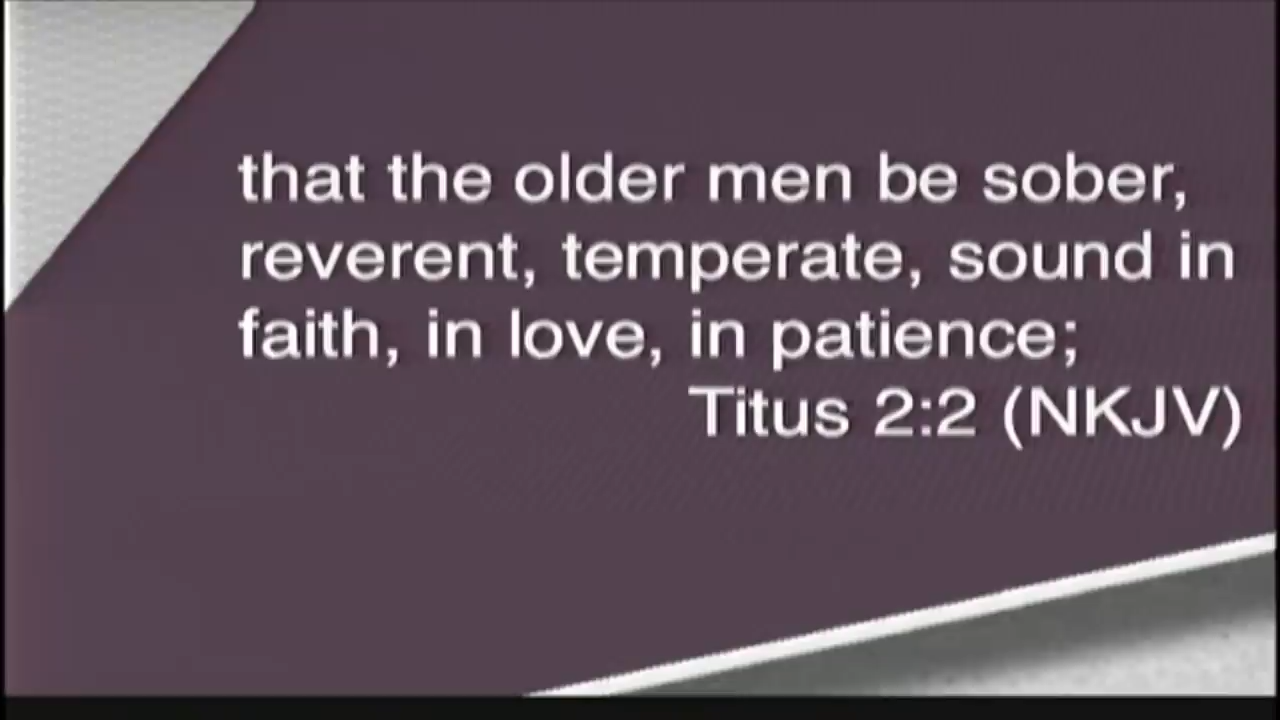 that the older men be sober,
reverent, temperate, sound in
faith, in love, in patience;
Titus 2:2 (NKJV)